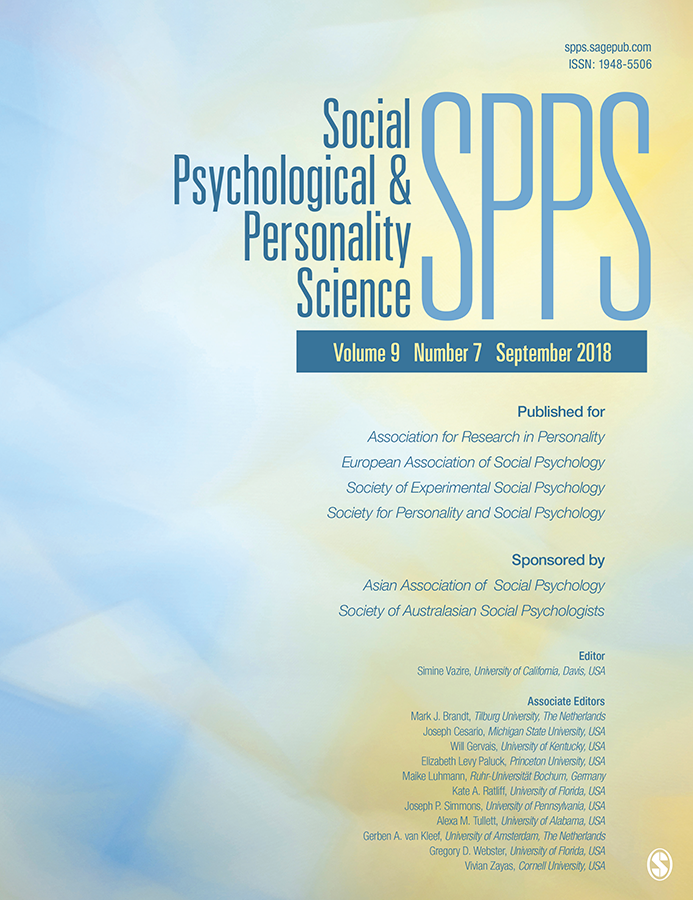 spps.sagepub.com
ISSN: 1948-5506
Social
Psychological &
Personality
Science
SPPS
Volume 9 Number 7 September 2018
Published for
Association for Research in Personality
European Association of Social Psychology
Society of Experimental Social Psychology
Society for Personality and Social Psychology
Sponsored by
Asian Association of Social Psychology
Society of Australasian Social Psychologists
Editor
Simine Vazire, University of California, Davis, USA
Associate Editors
Mark J. Brandt, Tilburg University, The Netherlands
Joseph Cesario, Michigan State University, USA
Will Gervais, University of Kentucky, USA
Elizabeth Levy Paluck, Princeton University, USA
Maike Luhmann, Ruhr-Universität Bochum, Germany
Kate A. Ratliff, University of Florida, USA
Joseph P. Simmons, University of Pennsylvania, USA
Alexa M. Tullett, University of Alabama, USA
Gerben A. van Kleef, University of Amsterdam, The Netherlands
Gregory D. Webster, University of Florida, USA
Vivian Zayas, Cornell University, USA
S